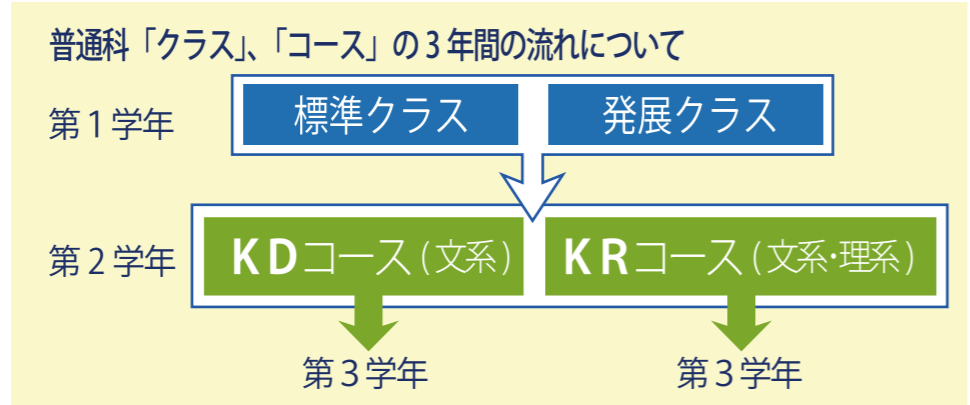 普通科「クラス」、「コース」の3年間の流れについて
第1学年
標準クラス
発展クラス
第2学年
KDコース(文系)
KRコース(文系・理系)
第3学年
第3学年